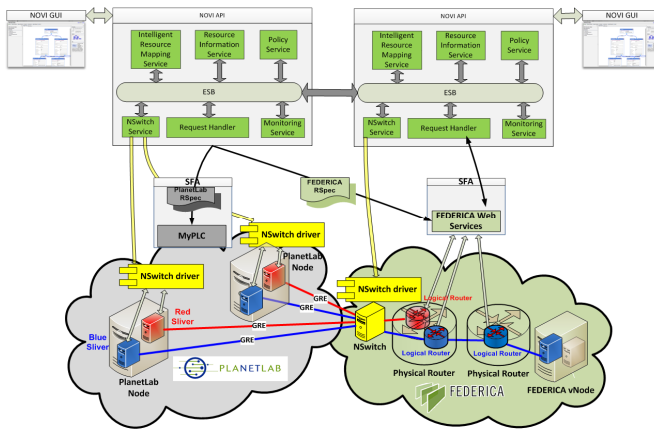 NOVI GUI
NOVI API
NOVI API
NOVI GUI
Intelligent
Resource
Mapping
Service
Resource
Information
Service
Policy
Service
Intelligent
Resource
Mapping
Service
Resource
Information
Service
Policy
Service
ESB
ESB
NSwitch
Service
Request Handler
Monitoring
Service
NSwitch
Service
Request Handler
Monitoring
Service
SFA
PlanetLab
RSpec
MyPLC
FEDERICA
RSpec
SFA
FEDERICA Web
Services
NSwitch driver
PlanetLab
Node
NSwitch driver
NSwitch driver
Red
Sliver
Blue
Sliver
GRE
GRE
GRE
GRE
PlanetLab
Node
PLANETLAB
NSwitch
Logical Router
Logical Router
Logical Router
Physical Router
Physical Router
FEDERICA vNode
FEDERICA